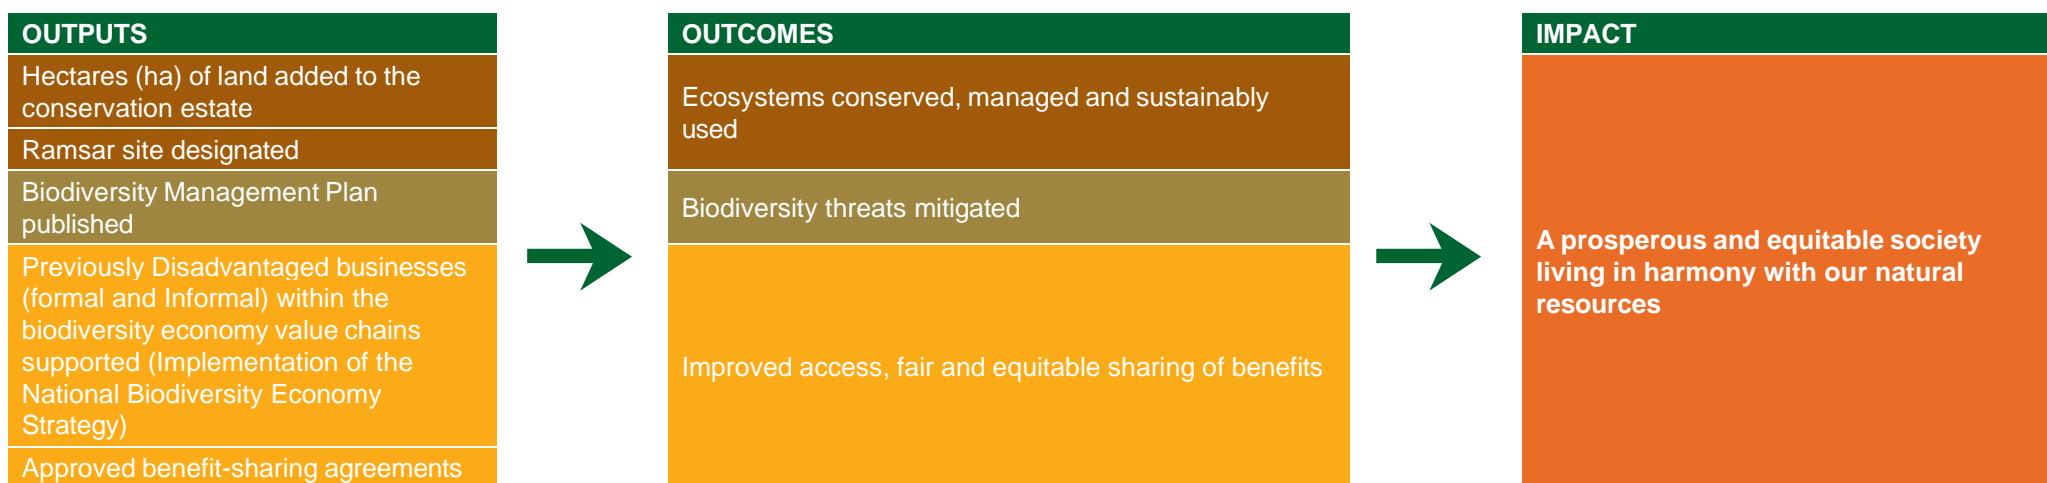 OUTPUTS
Hectares (ha) of land added to the
conservation estate
Ramsar site designated
Biodiversity Management Plan
published
Previously Disadvantaged businesses
(formal and Informal) within the
biodiversity economy value chains
supported (Implementation of the
National Biodiversity Economy
Strategy)
Approved benefit-sharing agreements
OUTCOMES
Ecosystems conserved, managed and sustainably
used
Biodiversity threats mitigated
Improved access, fair and equitable sharing of benefits
IMPACT
A prosperous and equitable society
living in harmony with our natural
resources